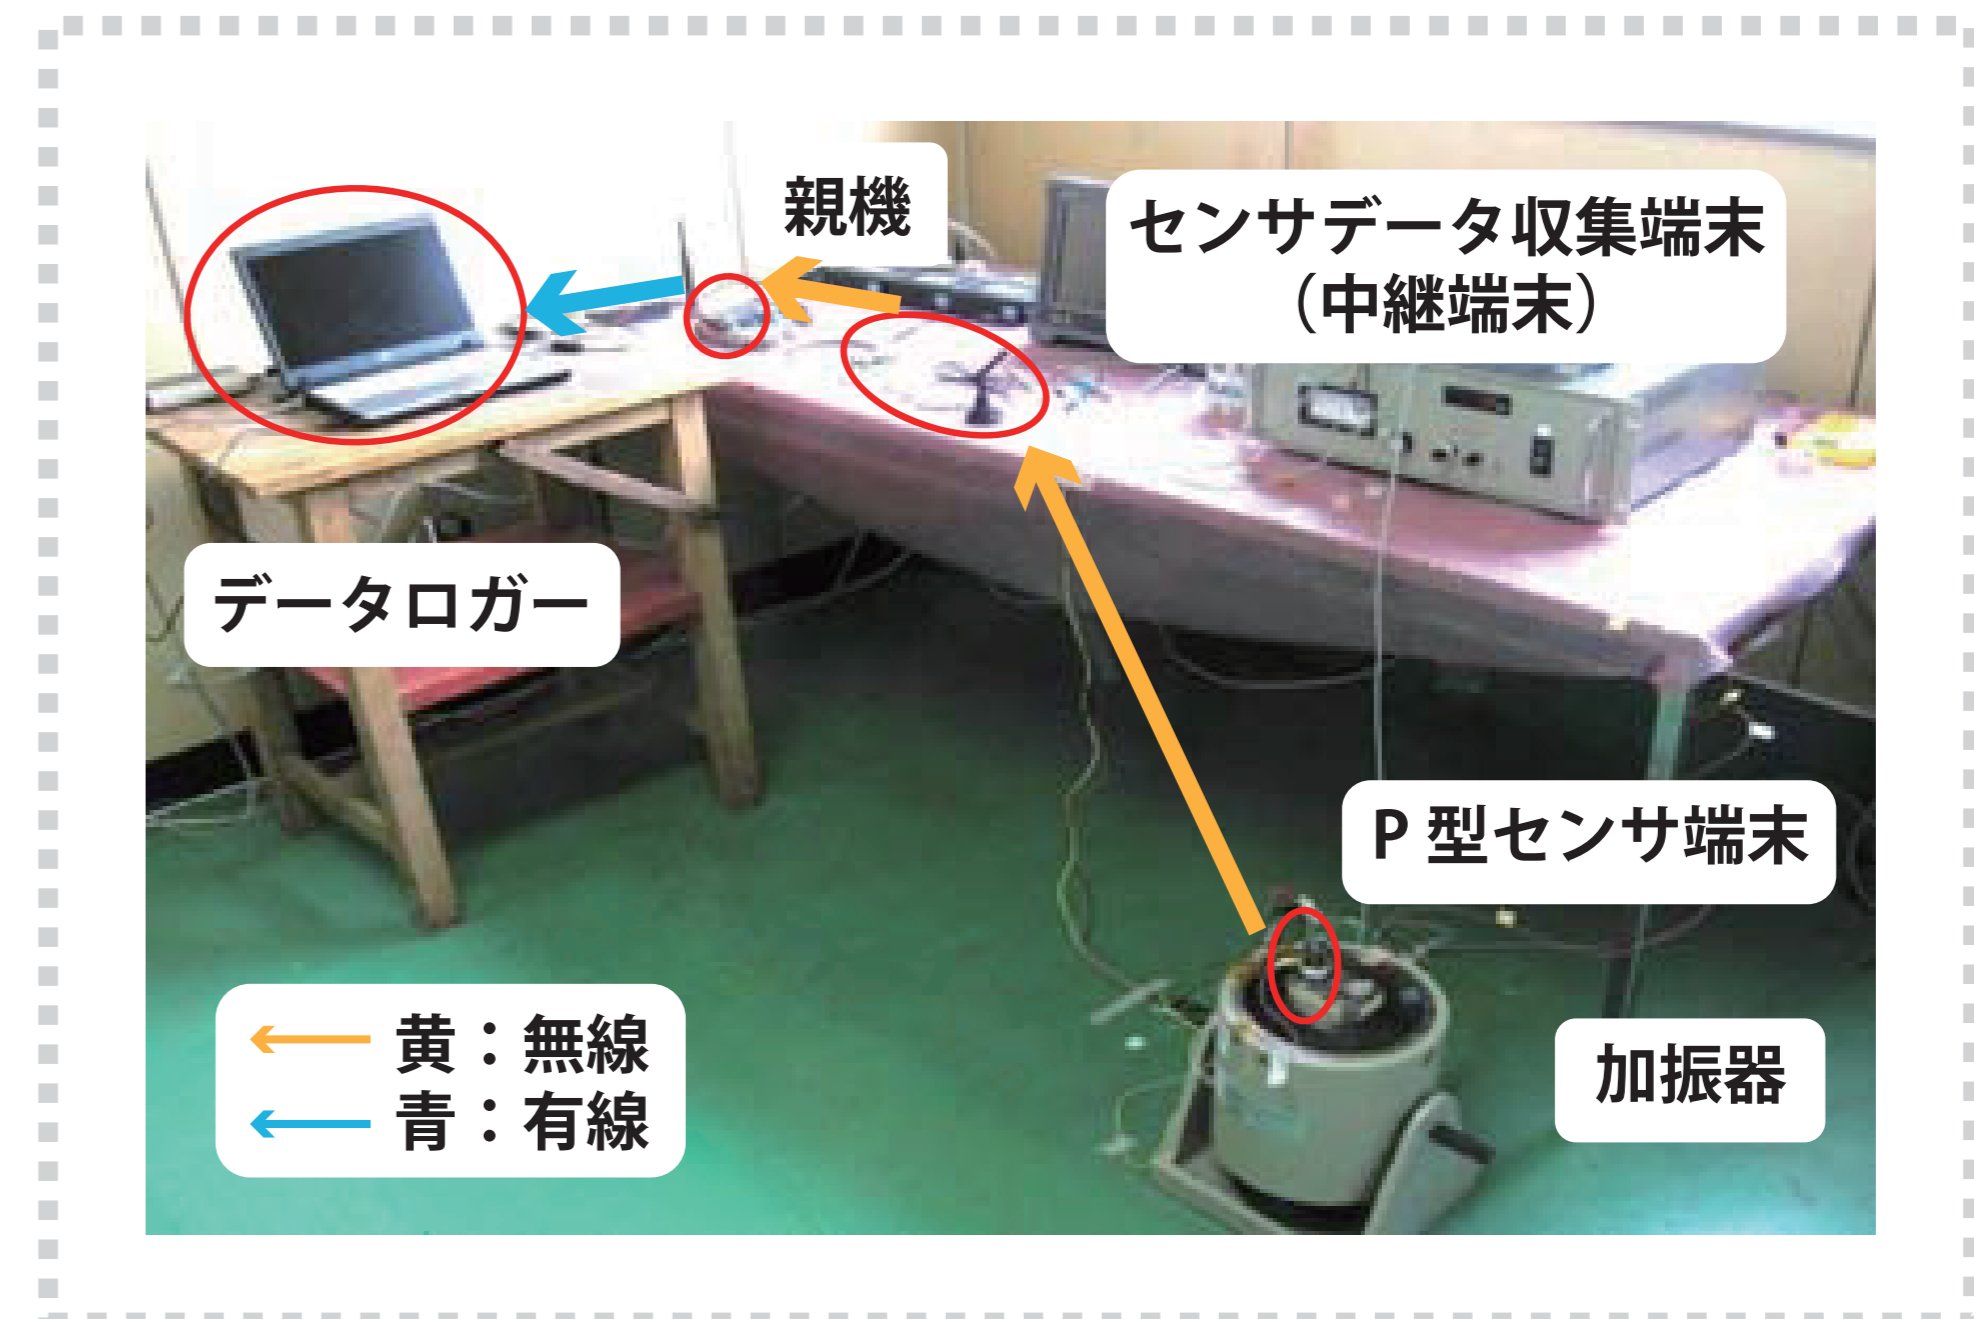 親機
センサデータ収集端末
（中継端末）
データロガー
P 型センサ端末
加振器
黄：無線
青：有線